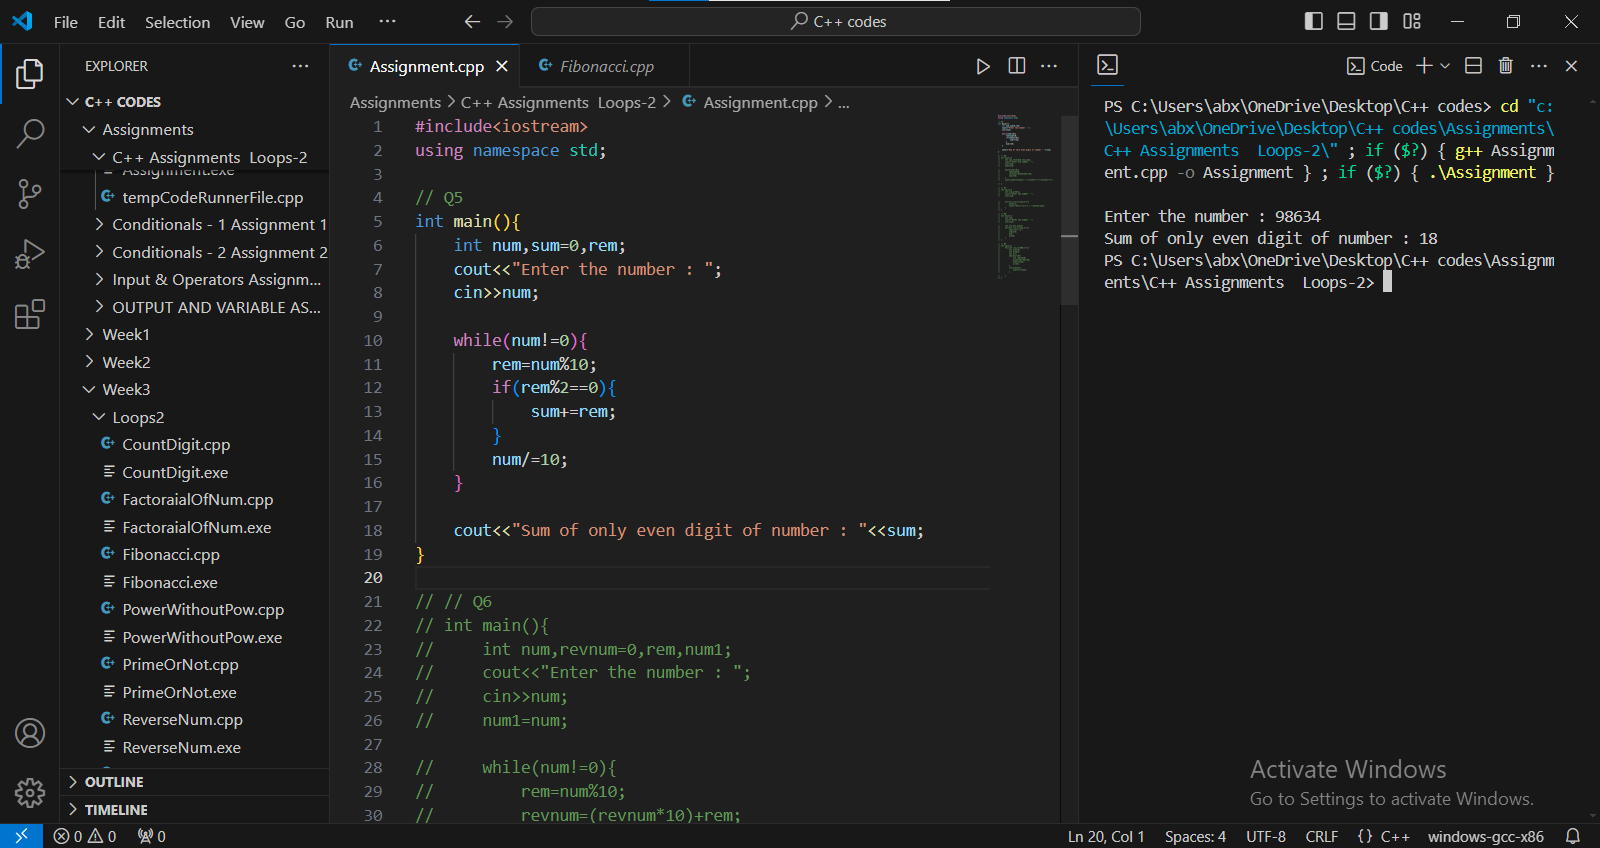 File Edit Selection View Go Run ··· C++ codes
EXPLORER
C++ CODES
Assignments
C++ Assignments Loops-2
Assignment.exe
tempCodeRunnerFile.cpp
Conditionals - 1 Assignment 1
Conditionals - 2 Assignment 2
Input & Operators Assignm...
OUTPUT AND VARIABLE AS...
Week1
Week2
Week3
Loops2
CountDigit.cpp
CountDigit.exe
FactoraialOfNum.cpp
FactoraialOfNum.exe
Fibonacci.cpp
Fibonacci.exe
PowerWithoutPow.cpp
PowerWithoutPow.exe
PrimeOrNot.cpp
PrimeOrNot.exe
ReverseNum.cpp
ReverseNum.exe
OUTLINE
TIMELINE
Assignment.cpp Fibonacci.cpp
Assignments > C++ Assignments Loops-2 > Assignment.cpp > ...
1 #include<iostream>
2 using namespace std;
3
4 // Q5
5 int main(){
6 int num,sum=0,rem;
7 cout<<"Enter the number : ";
8 cin>>num;
9
10 while(num!=0){
11 rem=num%10;
12 if(rem%2==0){
13 sum+=rem;
14 }
15 num/=10;
16 }
17
18 cout<<"Sum of only even digit of number : "<<sum;
19 }
20
21 // // Q6
22 // int main(){
23 // int num,revnum=0,rem,num1;
24 // cout<<"Enter the number : ";
25 // cin>>num;
26 // num1=num;
27
28 // while(num!=0){
29 // rem=num%10;
30 // revnum=(revnum*10)+rem;
Code
PS C:\Users\abx\OneDrive\Desktop\C++ codes> cd "c:
\Users\abx\OneDrive\Desktop\C++ codes\Assignments\
C++ Assignments  Loops-2\" ; if ($?) { g++ Assignm
ent.cpp -o Assignment } ; if ($?) { .\Assignment }
Enter the number : 98634
Sum of only even digit of number : 18
PS C:\Users\abx\OneDrive\Desktop\C++ codes\Assignm
ents\C++ Assignments  Loops-2>
Activate Windows
Go to Settings to activate Windows.
0 0 0 Ln 20, Col 1 Spaces: 4 UTF-8 CRLF {} C++ windows-gcc-x86